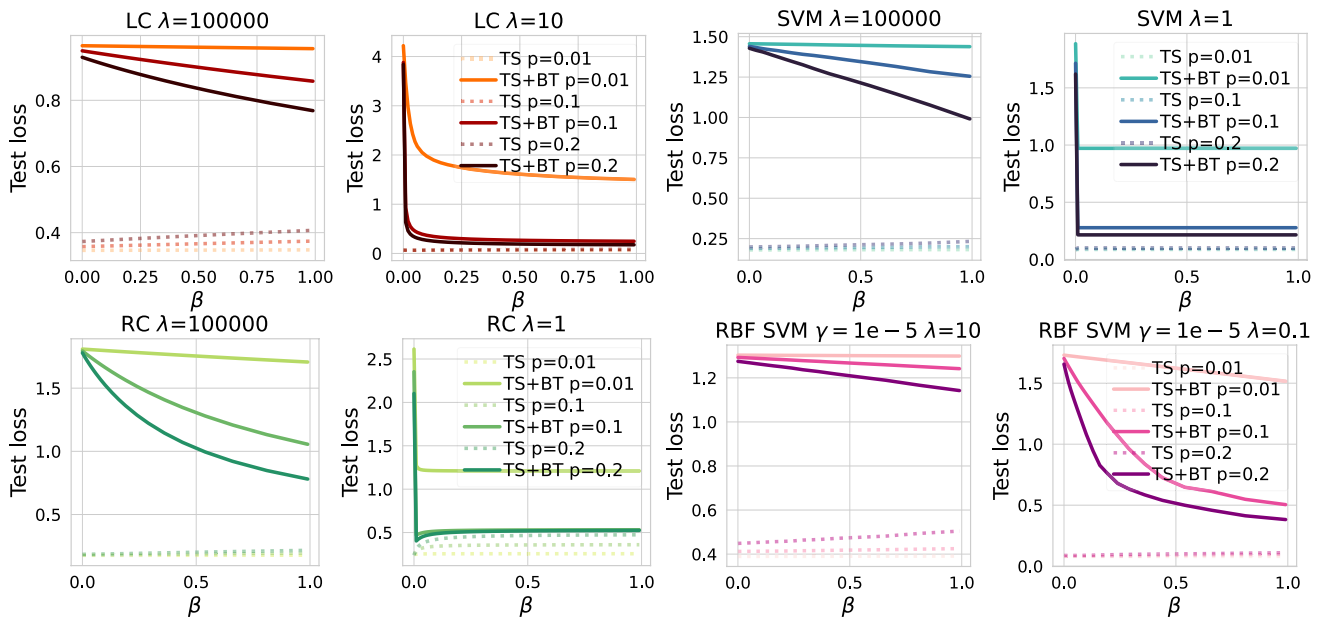 LC λ=100000
Test loss
0.8
0.6
0.4
0.00
0.25
0.50
0.75
1.00
β
LC λ=10
Test loss
4
3
2
1
0
0.00
0.25
0.50
0.75
1.00
β
TS p=0.01
TS+BT p=0.01
TS p=0.1
TS+BT p=0.1
TS p=0.2
TS+BT p=0.2
SVM λ=100000
Test loss
1.50
1.25
1.00
0.75
0.50
0.25
0.0
0.5
1.0
β
SVM λ=1
Test loss
1.5
1.0
0.5
0.0
0.0
0.5
1.0
β
TS p=0.01
TS+BT p=0.01
TS p=0.1
TS+BT p=0.1
TS p=0.2
TS+BT p=0.2
RC λ=100000
Test loss
1.5
1.0
0.5
0.0
0.5
1.0
β
RC λ=1
Test loss
2.5
2.0
1.5
1.0
0.5
0.0
0.5
1.0
β
TS p=0.01
TS+BT p=0.01
TS p=0.1
TS+BT p=0.1
TS p=0.2
TS+BT p=0.2
RBF SVM γ = 1e − 5 λ=10
Test loss
1.2
1.0
0.8
0.6
0.4
0.0
0.5
1.0
β
RBF SVM γ = 1e − 5 λ=0.1
Test loss
1.5
1.0
0.5
0.0
0.0
0.5
1.0
β
TS p=0.01
TS+BT p=0.01
TS p=0.1
TS+BT p=0.1
TS p=0.2
TS+BT p=0.2